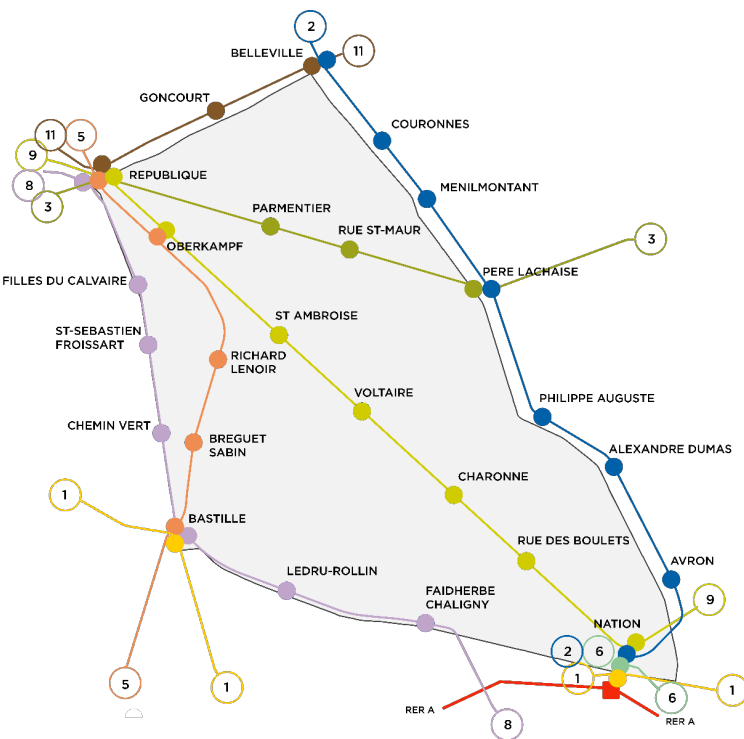 2
BELLEVILLE
11
GONCOURT
COURONNES
11
5
9
REPUBLIQUE
8
3
MENILMONTANT
PARMENTIER
RUE ST-MAUR
3
OBERKAMPF
PERE LACHAISE
FILLES DU CALVAIRE
ST AMBROISE
ST-SEBASTIEN
FROISSART
RICHARD
LENOIR
VOLTAIRE
PHILIPPE AUGUSTE
CHEMIN VERT
BREGUET
SABIN
ALEXANDRE DUMAS
CHARONNE
1
BASTILLE
RUE DES BOULETS
AVRON
LEDRU-ROLLIN
FAIDHERBE
CHALIGNY
9
NATION
2
6
5
1
1
6
1
RER A
8
RER A